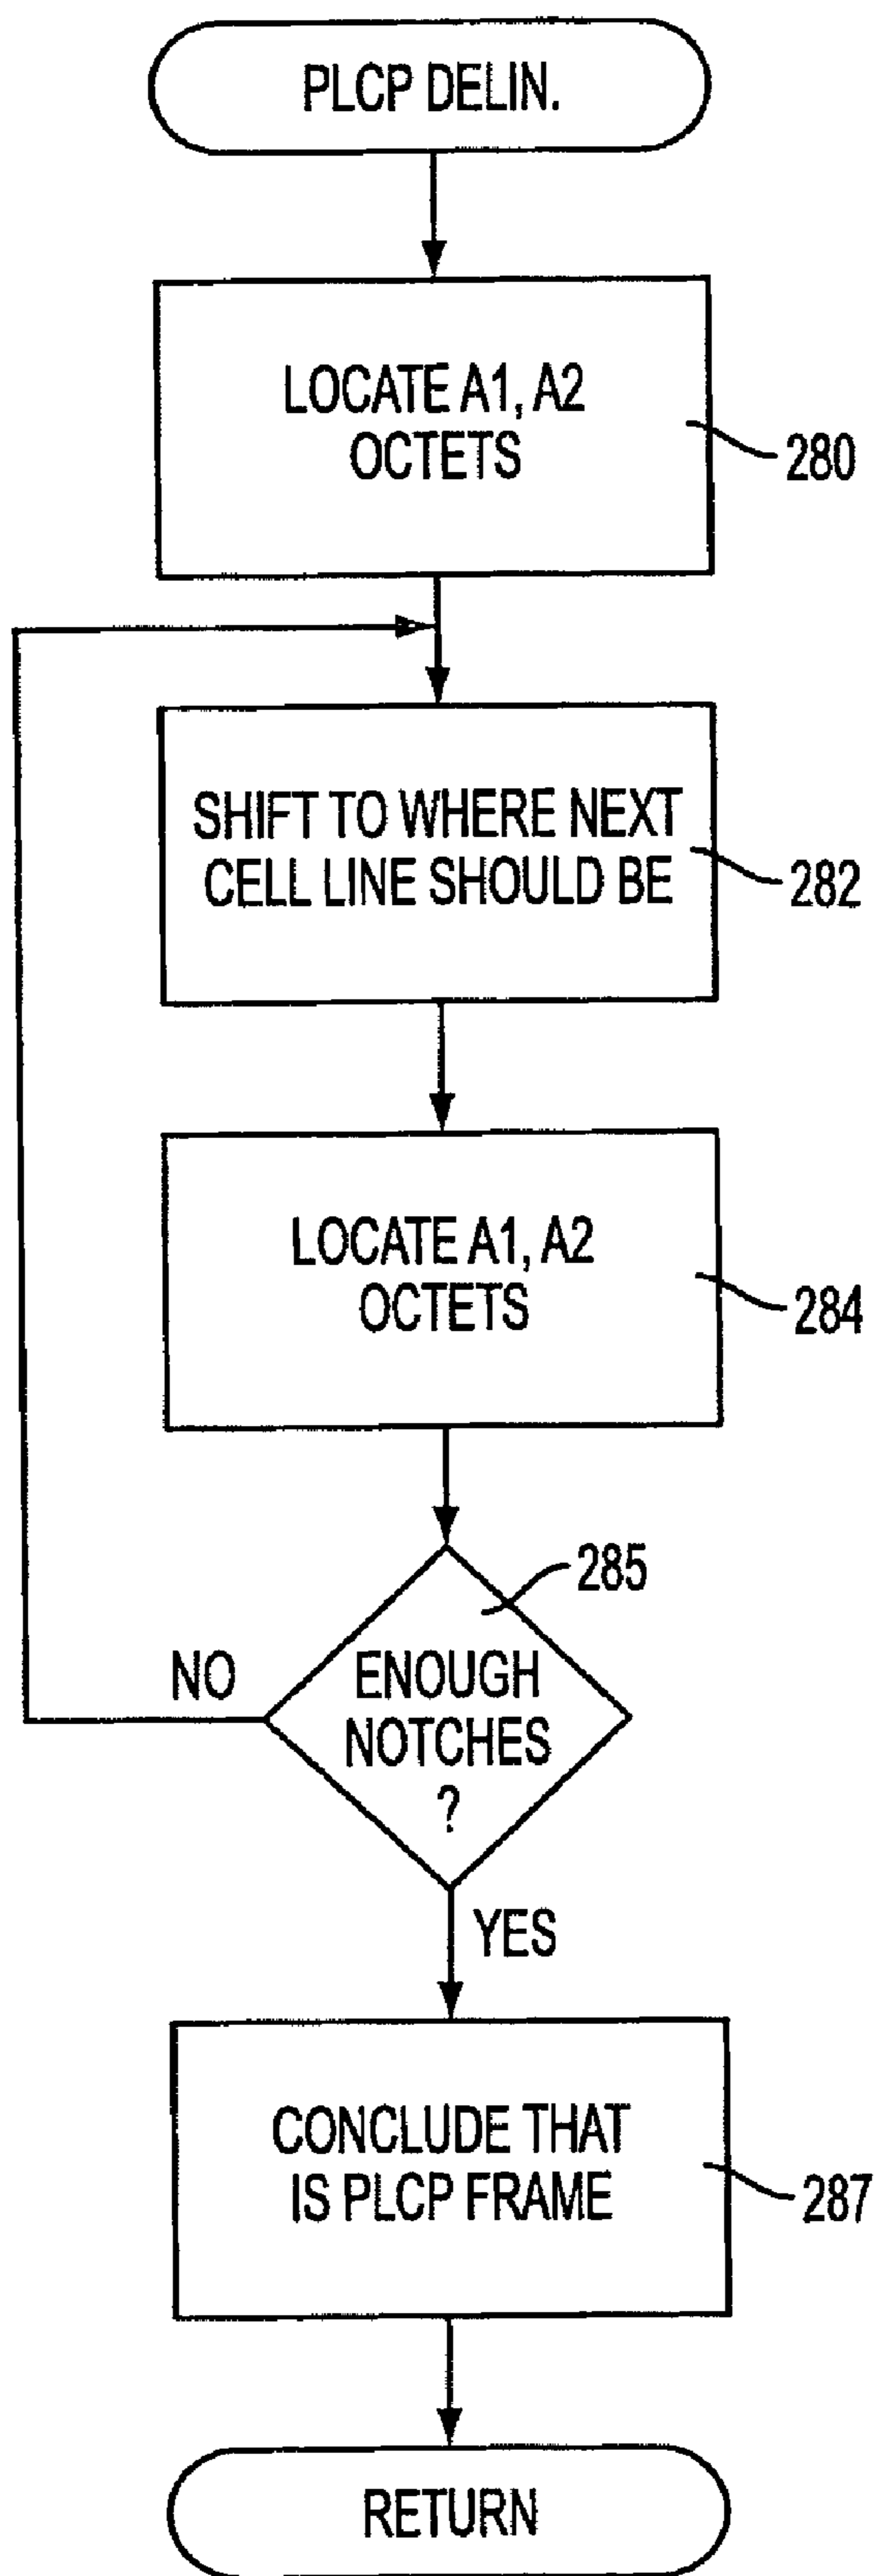 PLCP DELIN.
LOCATE A1, A2
OCTETS
280
SHIFT TO WHERE NEXT
CELL LINE SHOULD BE
282
LOCATE A1, A2
OCTETS
284
285
NO
ENOUGH
NOTCHES
?
YES
CONCLUDE THAT
IS PLCP FRAME
287
RETURN